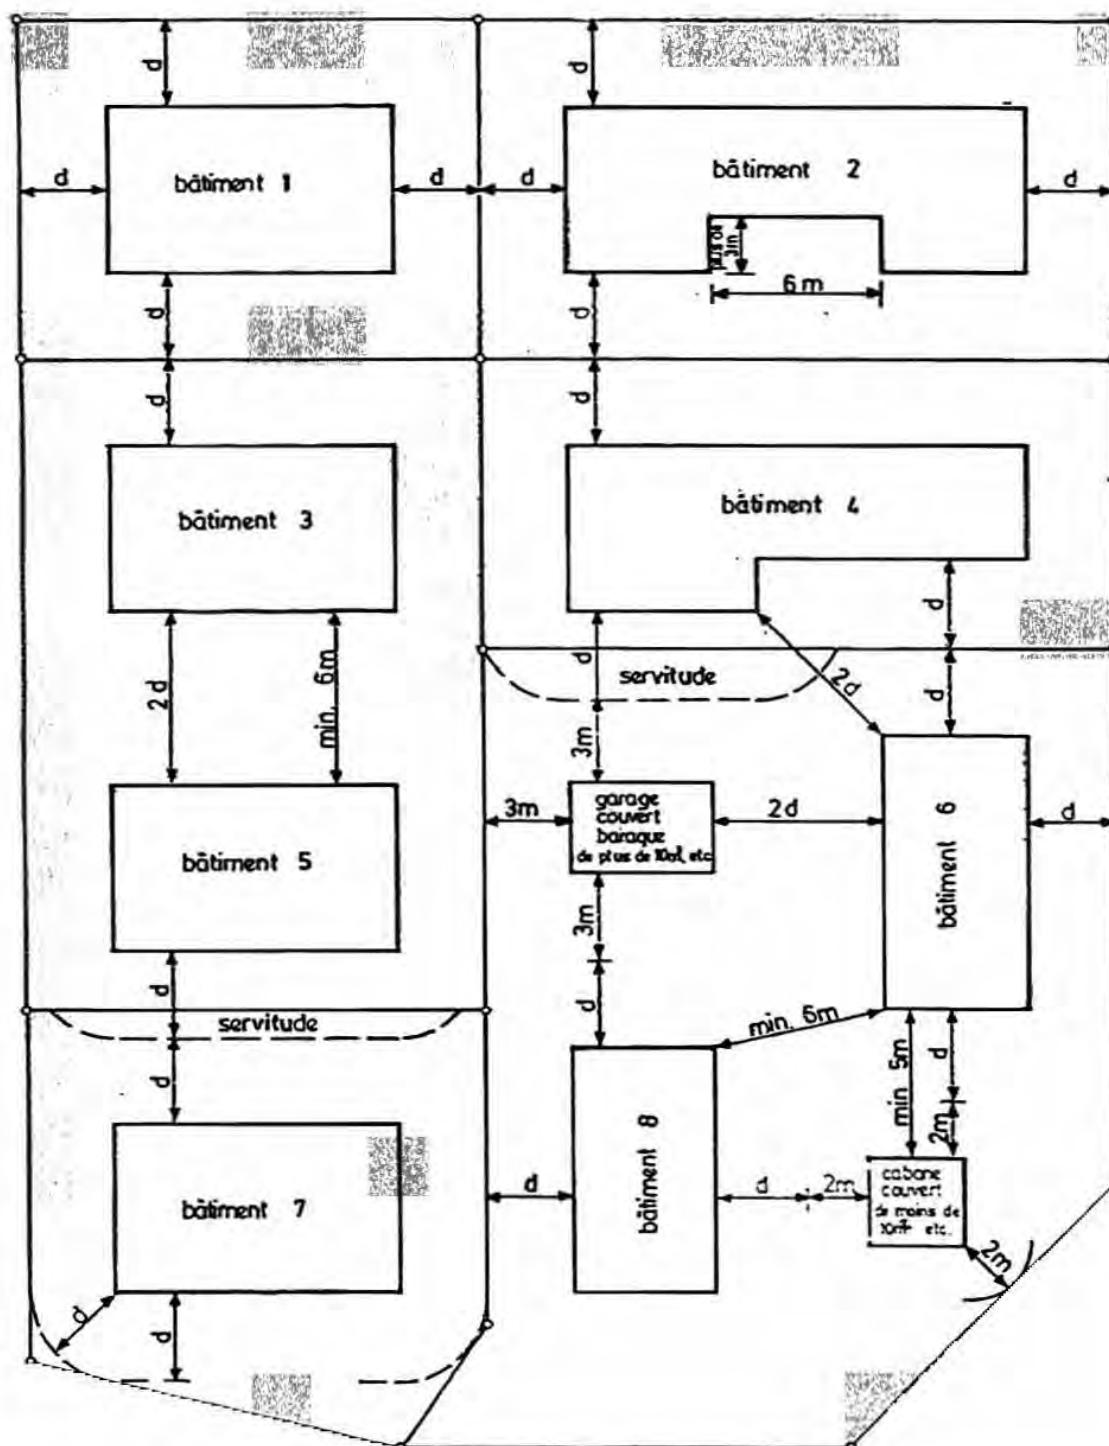 d
d
bâtiment 1
d
d
d
bâtiment 2
d
plus de
3m
6m
d
d
d
d
bâtiment 3
bâtiment 4
d
2d
min. 6m
d
servitude
2d
d
3m
3m
garage
couvert
baraque
de plus de 10m², etc
2d
bâtiment 6
d
bâtiment 5
3m
d
d
servitude
min. 6m
d
min 5m
d
2m
bâtiment 7
d
bâtiment 8
d
2m
cabane
couvert
de moins de
10m² etc.
2m
d
d